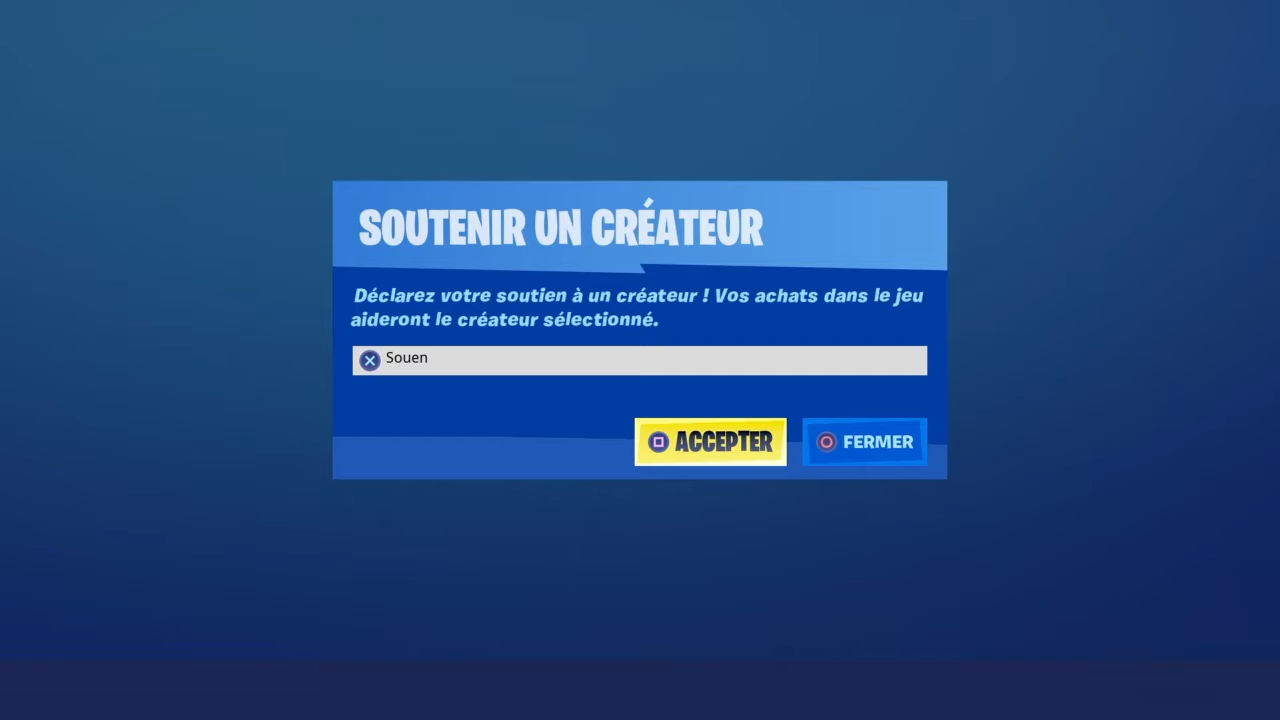 SOUTENIR UN CRÉATEUR
Déclarez votre soutien à un créateur ! Vos achats dans le jeu
aideront le créateur sélectionné.
Souen
ACCEPTER
FERMER